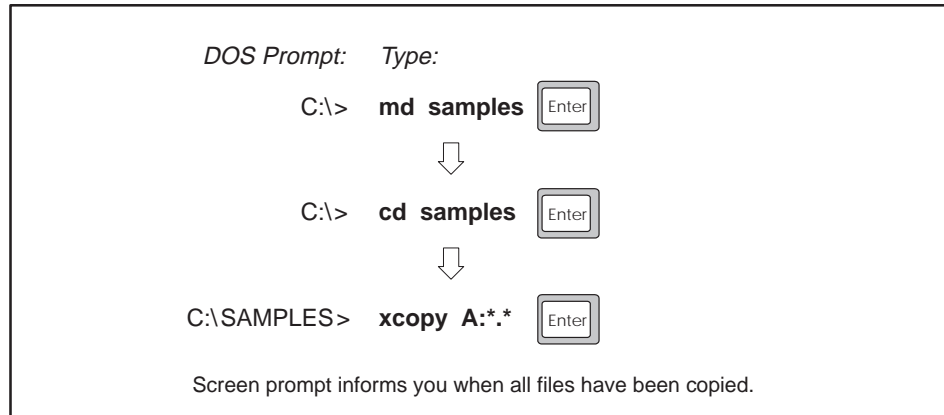 DOS Prompt: Type:
C:\> md samples Enter
C:\> cd samples Enter
C:\SAMPLES> xcopy A:*.* Enter
Screen prompt informs you when all files have been copied.